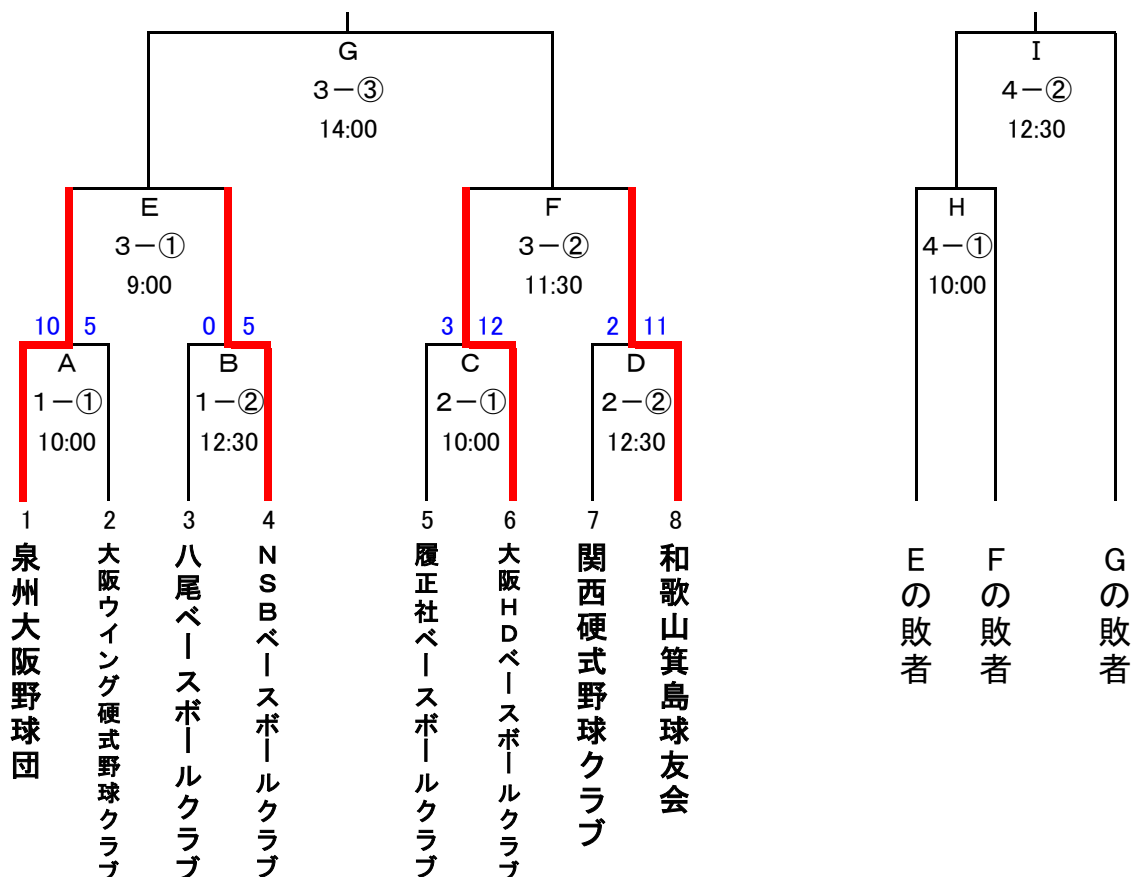 G
3-③
14:00
I
4-②
12:30
E
3-①
9:00
F
3-②
11:30
H
4-①
10:00
10 5
0 5
3 12
2 11
A
1-①
10:00
B
1-②
12:30
C
2-①
10:00
D
2-②
12:30
1
泉州大阪野球団
2
大阪ウイング硬式野球クラブ
3
八尾ベースボールクラブ
4
NSBベースボールクラブ
5
履正社ベースボールクラブ
6
大阪HDベースボールクラブ
7
関西硬式野球クラブ
8
和歌山箕島球友会
Eの敗者
Fの敗者
Gの敗者